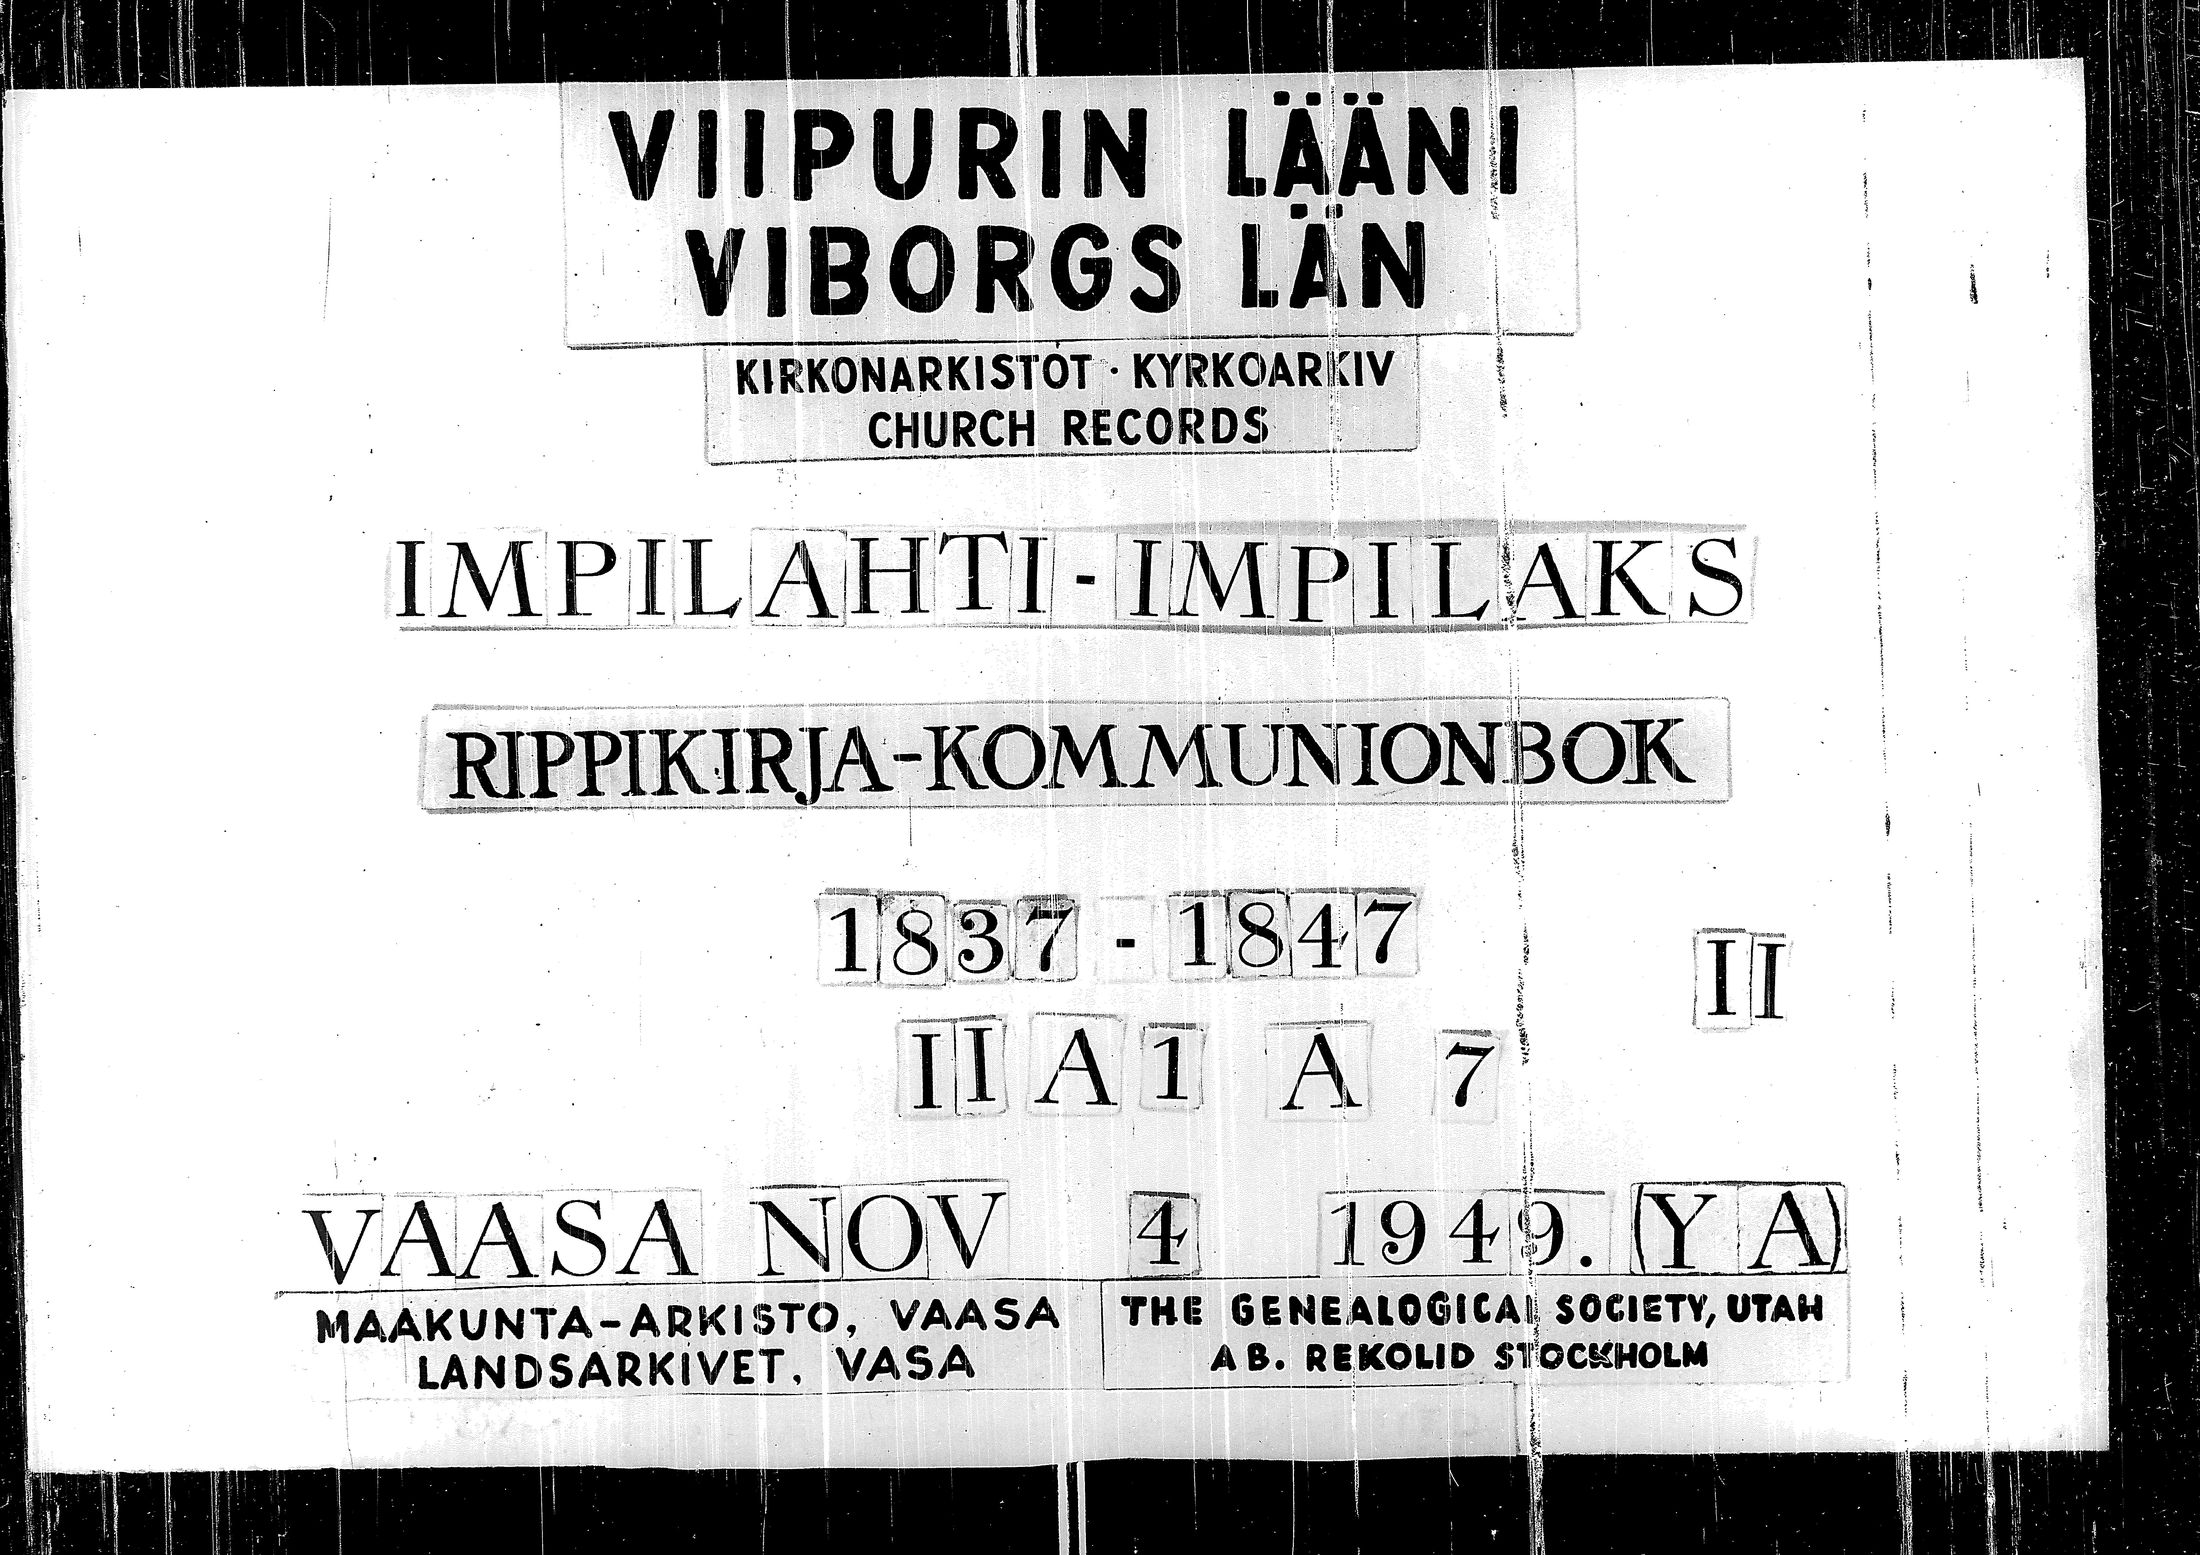 VIIPURIN LÄÄNI
VIBORGS LÄN
KIRKONARKISTOT · KYRKOARKIV
CHURCH RECORDS
IMPILAHTI - IMPILAKS
RIPPIKIRJA-KOMMUNIONBOK
1837 - 1847
II
II A 1 A 7
VAASA NOV 4 1949. (Y A)
MAAKUNTA-ARKISTO, VAASA
LANDSARKIVET, VASA
THE GENEALOGICAL SOCIETY, UTAH
AB. REKOLID STOCKHOLM